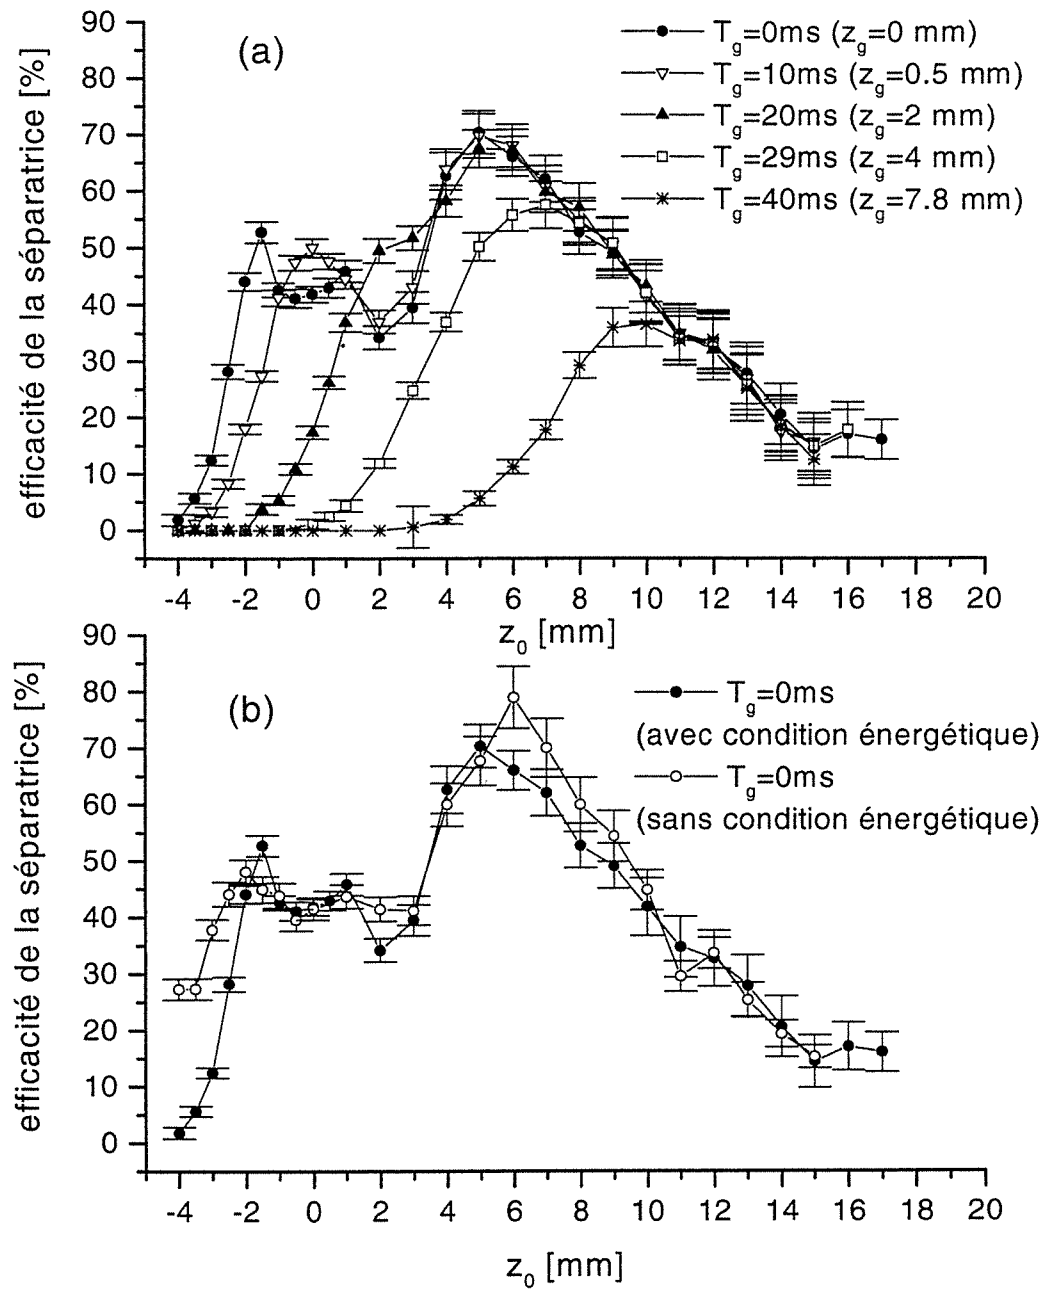 (a)
efficacité de la séparatrice [%]
90
80
70
60
50
40
30
20
10
0
T_g=0ms (z_g=0 mm)
T_g=10ms (z_g=0.5 mm)
T_g=20ms (z_g=2 mm)
T_g=29ms (z_g=4 mm)
T_g=40ms (z_g=7.8 mm)
-4 -2 0 2 4 6 8 10 12 14 16 18 20
z_0 [mm]
(b)
efficacité de la séparatrice [%]
90
80
70
60
50
40
30
20
10
0
T_g=0ms
(avec condition énergétique)
T_g=0ms
(sans condition énergétique)
-4 -2 0 2 4 6 8 10 12 14 16 18 20
z_0 [mm]